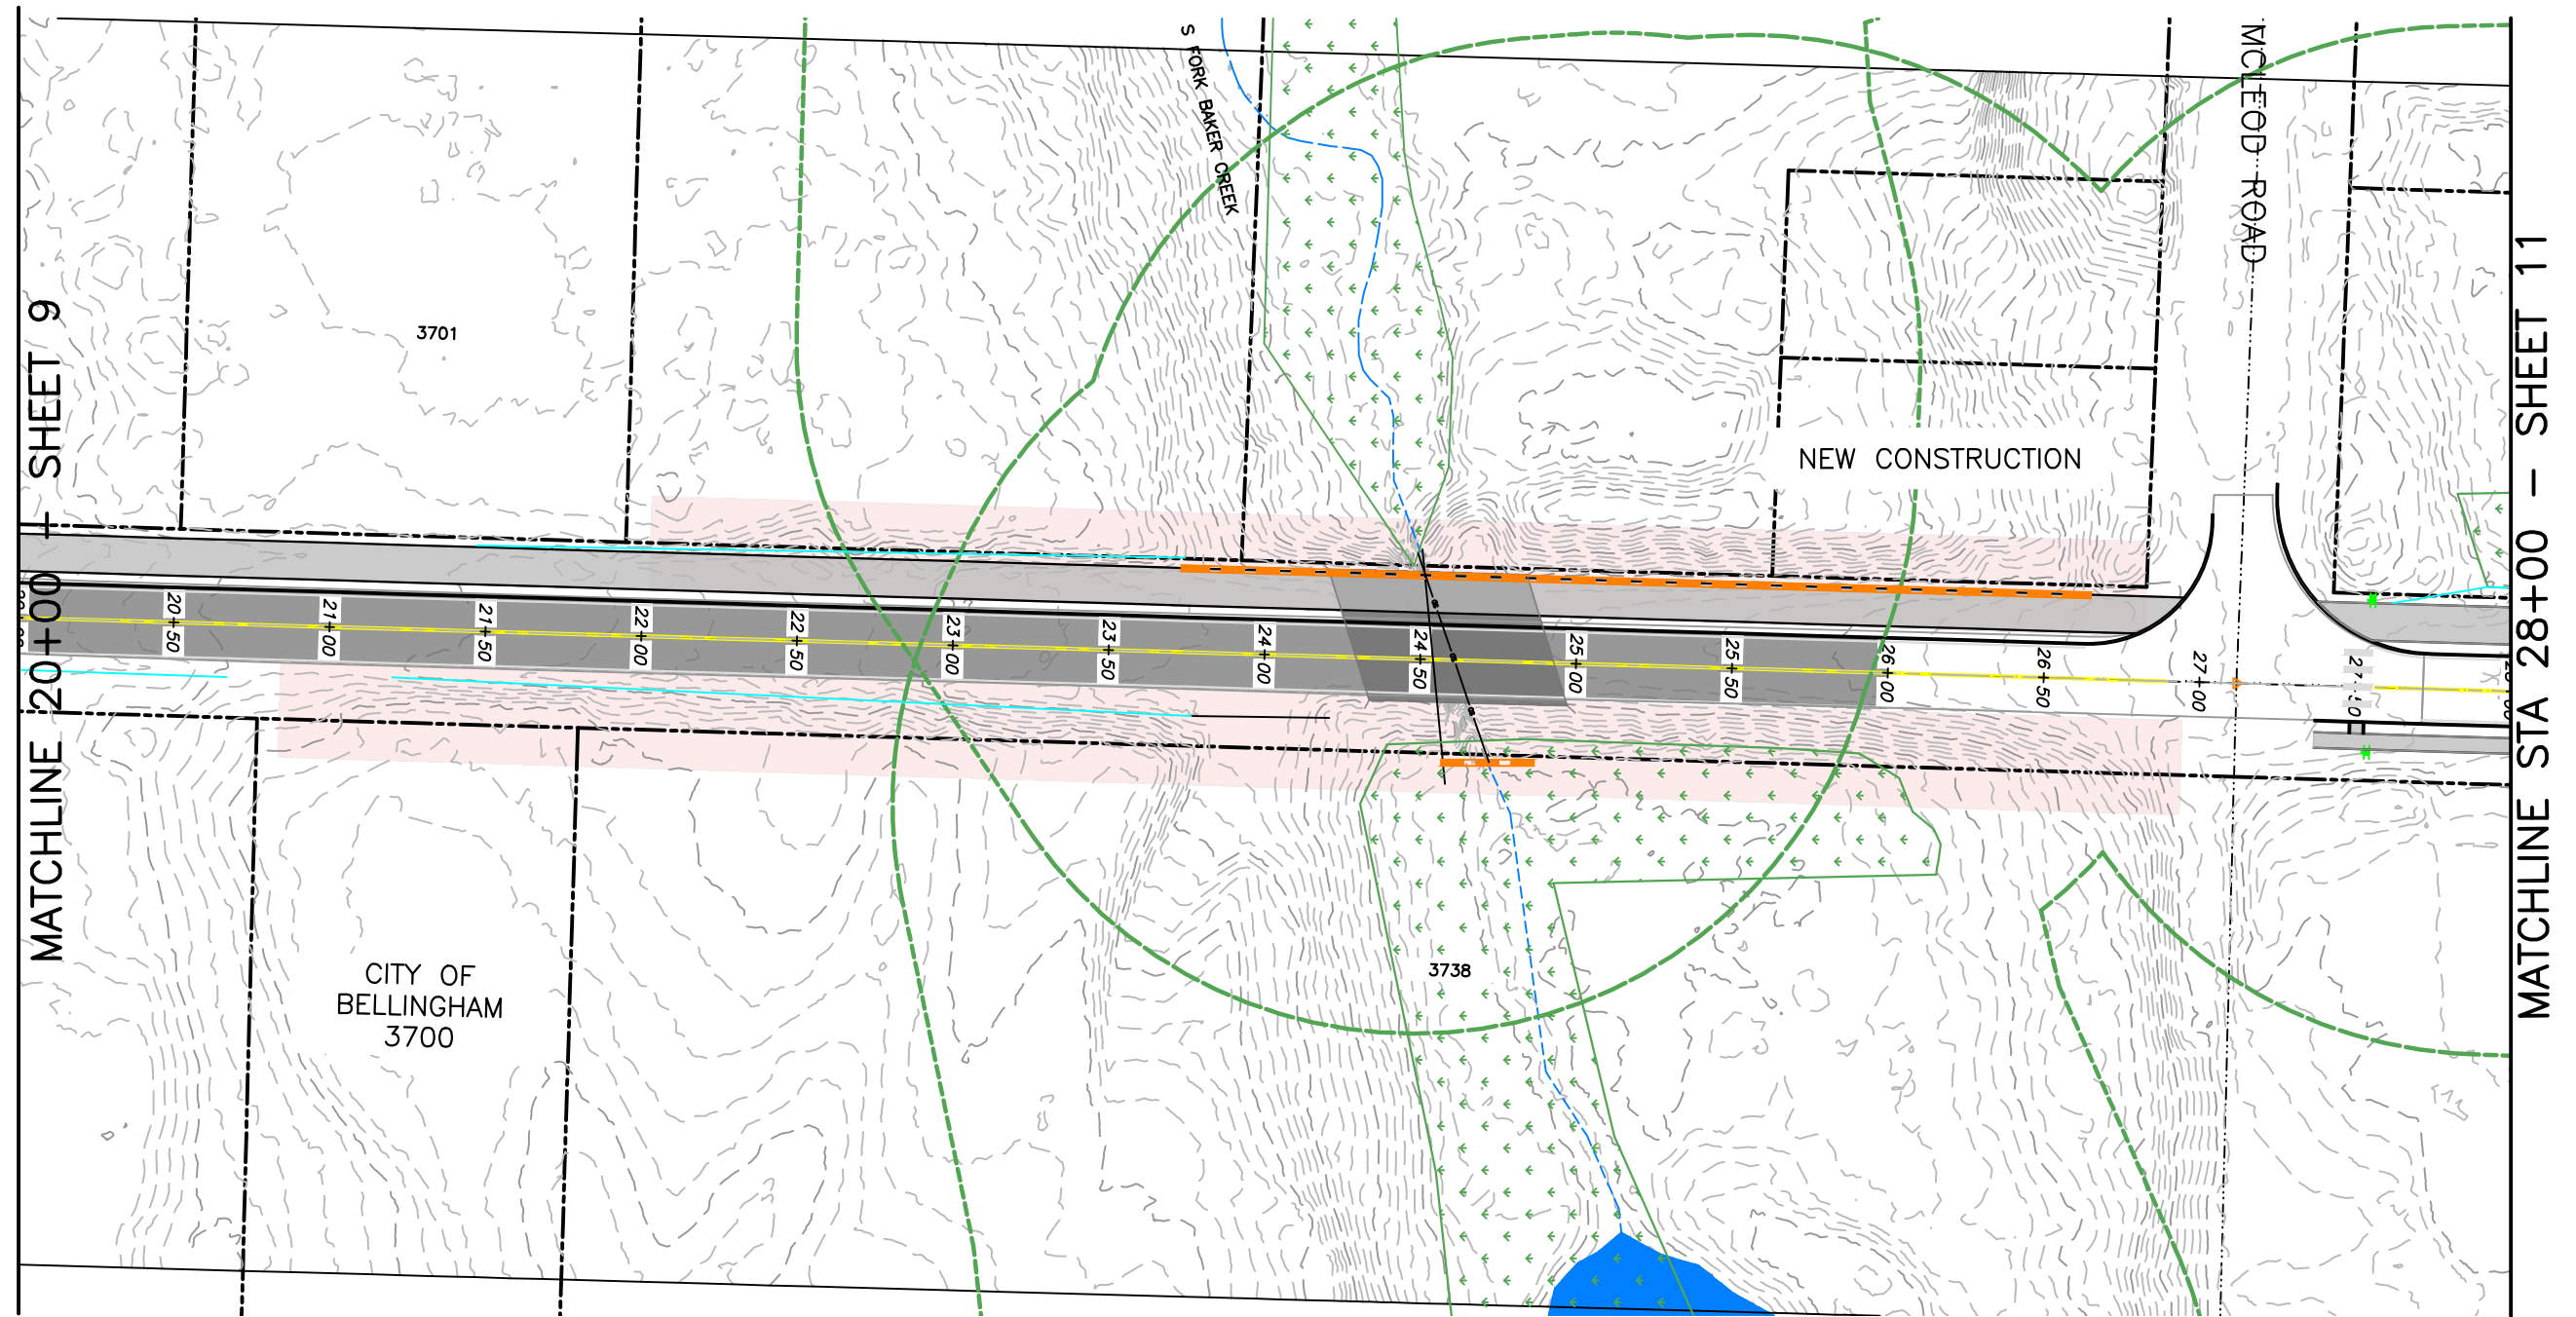 MATCHLINE 20+00 - SHEET 9
S FORK BAKER CREEK
MCLEOD ROAD
MATCHLINE STA 28+00 - SHEET 11
3701
NEW CONSTRUCTION
20+50
21+00
21+50
22+00
22+50
23+00
23+50
24+00
24+50
25+00
25+50
26+00
26+50
27+00
3738
CITY OF
BELLINGHAM
3700